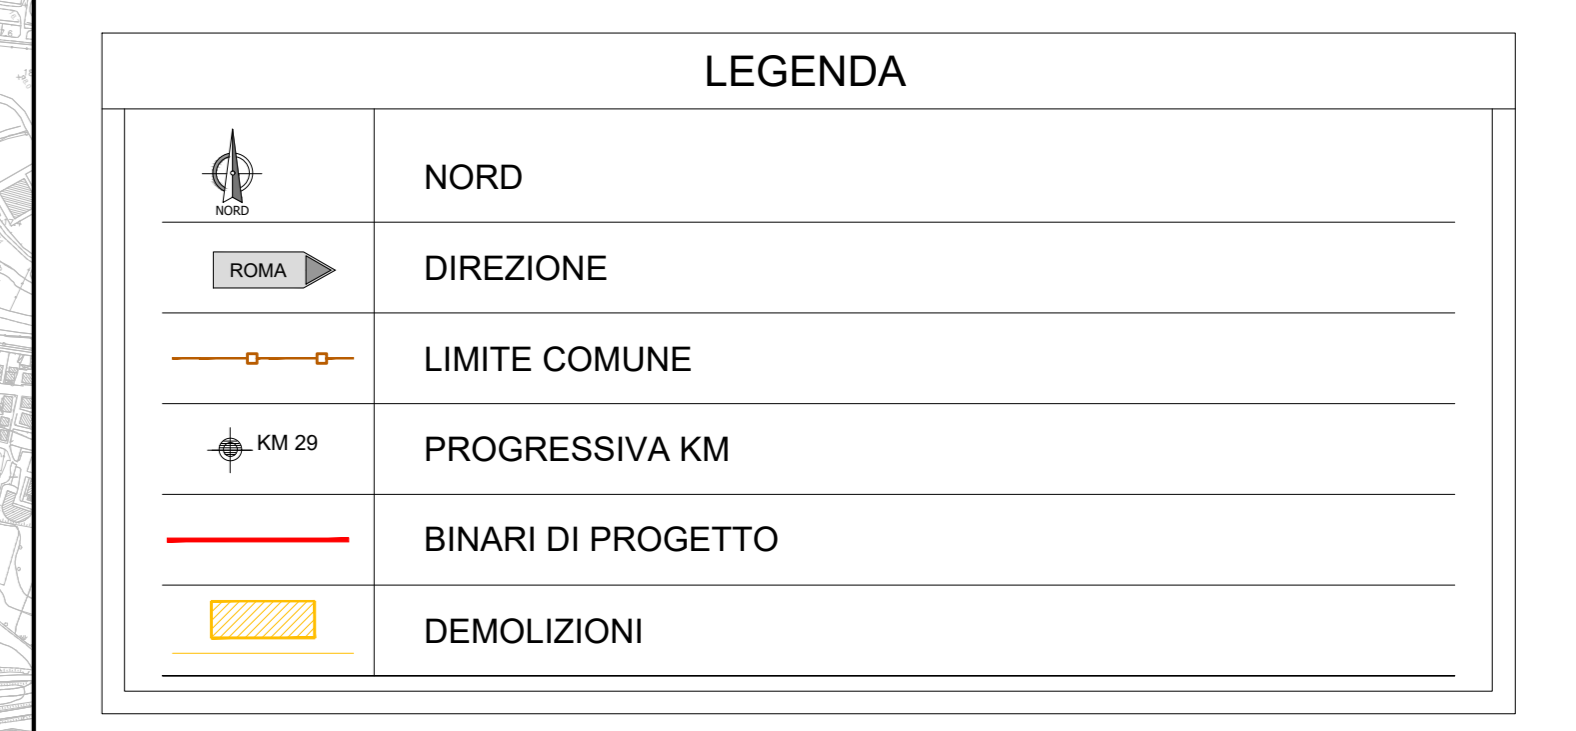 LEGENDA
NORD
NORD
ROMA
DIREZIONE
LIMITE COMUNE
KM 29
PROGRESSIVA KM
BINARI DI PROGETTO
DEMOLIZIONI